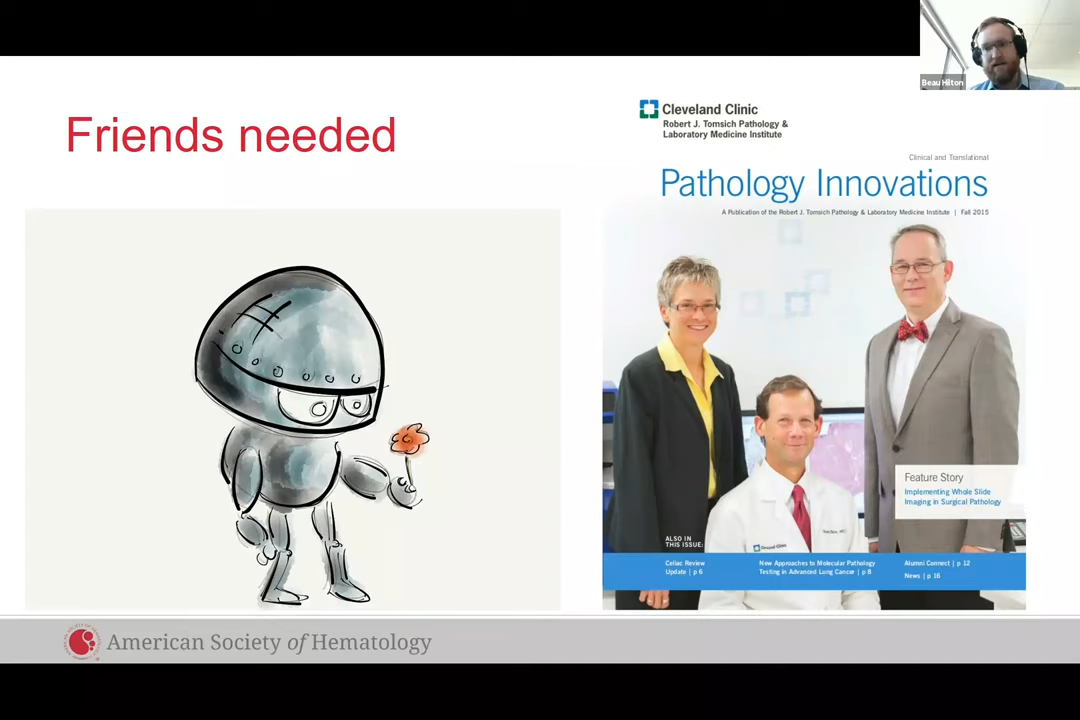 Beau Hilton
Friends needed
Cleveland Clinic
Robert J. Tomsich Pathology &
Laboratory Medicine Institute
Clinical and Translational
Pathology Innovations
A Publication of the Robert J. Tomsich Pathology & Laboratory Medicine Institute | Fall 2015
Feature Story
Implementing Whole Slide
Imaging in Surgical Pathology
ALSO IN
THIS ISSUE:
Celiac Review
Update | p 6
New Approaches to Molecular Pathology
Testing in Advanced Lung Cancer | p 8
Alumni Connect | p 12
News | p 16
Cleveland Clinic
American Society of Hematology